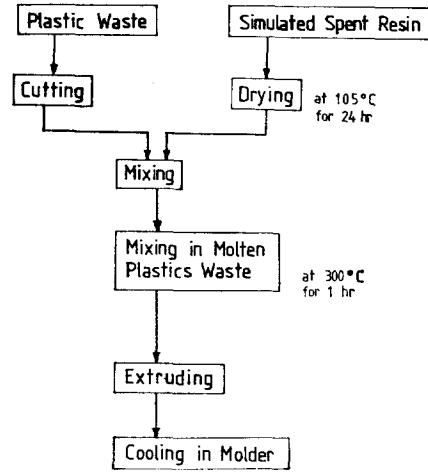 Plastic Waste
Simulated Spent Resin
Cutting
Drying
at 105°C
for 24 hr
Mixing
Mixing in Molten
Plastics Waste
at 300°C
for 1 hr
Extruding
Cooling in Molder